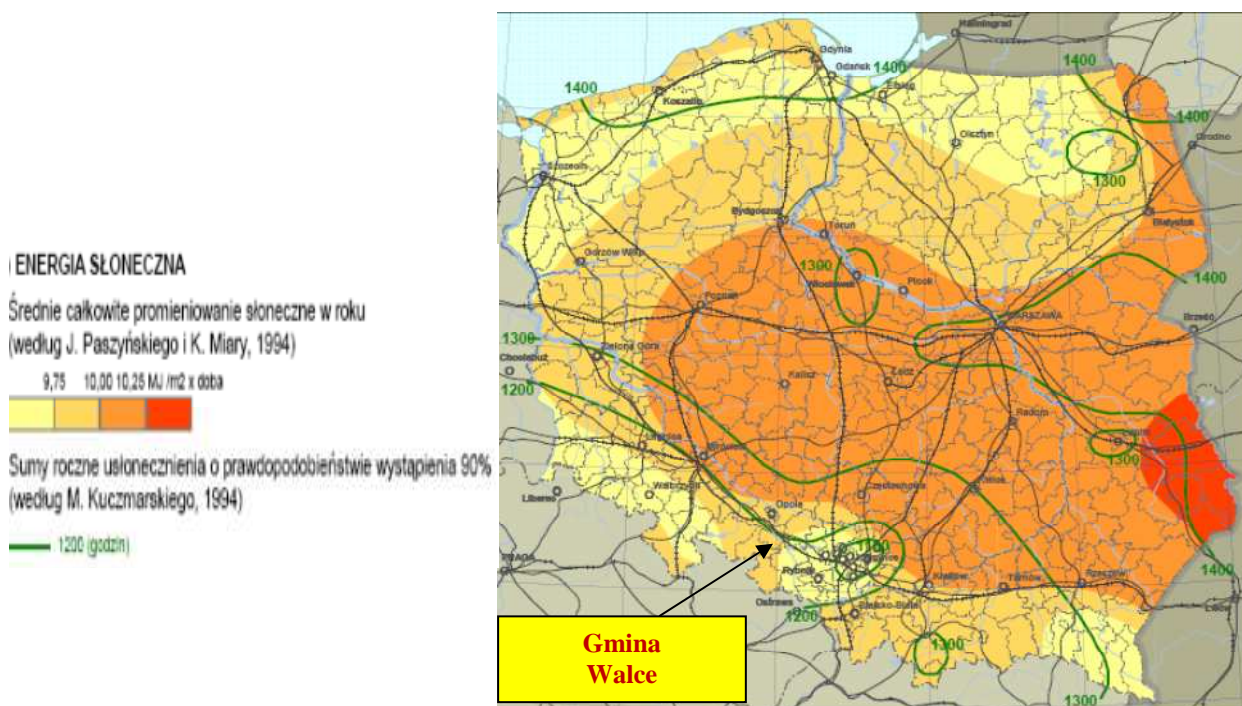 ENERGIA SŁONECZNA
Średnie całkowite promieniowanie słoneczne w roku
(według J. Paszyńskiego i K. Miary, 1994)
9,75 10,00 10,25 MJ /m2 x doba
Sumy roczne usłonecznienia o prawdopodobieństwie wystąpienia 90%
(według M. Kuczmarskiego, 1994)
1200 (godzin)
Kaliningrad
Gdynia
Gdańsk
1400
1400
1400
Elbląg
Koszalin
1400
Grodno
Olsztyn
Szczecin
1300
Białystok
Bydgoszcz
Toruń
Gorzów Wlkp.
1300
Włocławek
Płock
1400
Poznań
WARSZAWA
Brześć
1300
Zielona Góra
Chociebuż
1200
Kalisz
Łódź
Radom
Lublin
1300
Legnica
Wrocław
Wałbrzych
Liberec
Częstochowa
Kielce
Opole
PRAGA
Rybnik
Kraków
Tarnów
Rzeszów
1400
Ostrawa
1200
Bielsko-Biała
Lwów
1300
1300
Gmina
Walce